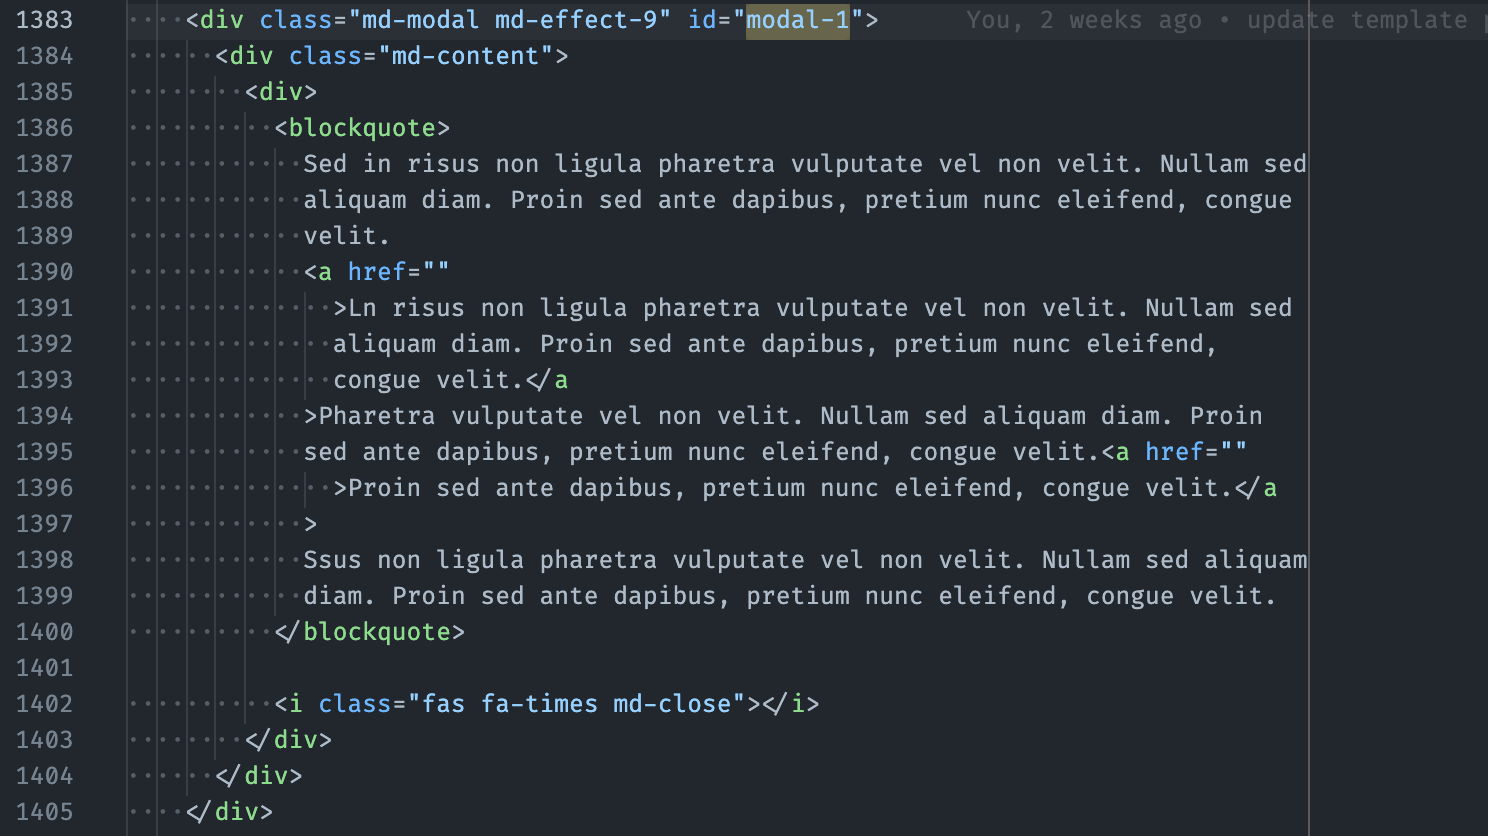 1383 <div class="md-modal md-effect-9" id="modal-1"> You, 2 weeks ago • update template
1384 <div class="md-content">
1385 <div>
1386 <blockquote>
1387 Sed in risus non ligula pharetra vulputate vel non velit. Nullam sed
1388 aliquam diam. Proin sed ante dapibus, pretium nunc eleifend, congue
1389 velit.
1390 <a href=""
1391 >Ln risus non ligula pharetra vulputate vel non velit. Nullam sed
1392 aliquam diam. Proin sed ante dapibus, pretium nunc eleifend,
1393 congue velit.</a
1394 >Pharetra vulputate vel non velit. Nullam sed aliquam diam. Proin
1395 sed ante dapibus, pretium nunc eleifend, congue velit.<a href=""
1396 >Proin sed ante dapibus, pretium nunc eleifend, congue velit.</a
1397 >
1398 Ssus non ligula pharetra vulputate vel non velit. Nullam sed aliquam
1399 diam. Proin sed ante dapibus, pretium nunc eleifend, congue velit.
1400 </blockquote>
1401
1402 <i class="fas fa-times md-close"></i>
1403 </div>
1404 </div>
1405 </div>